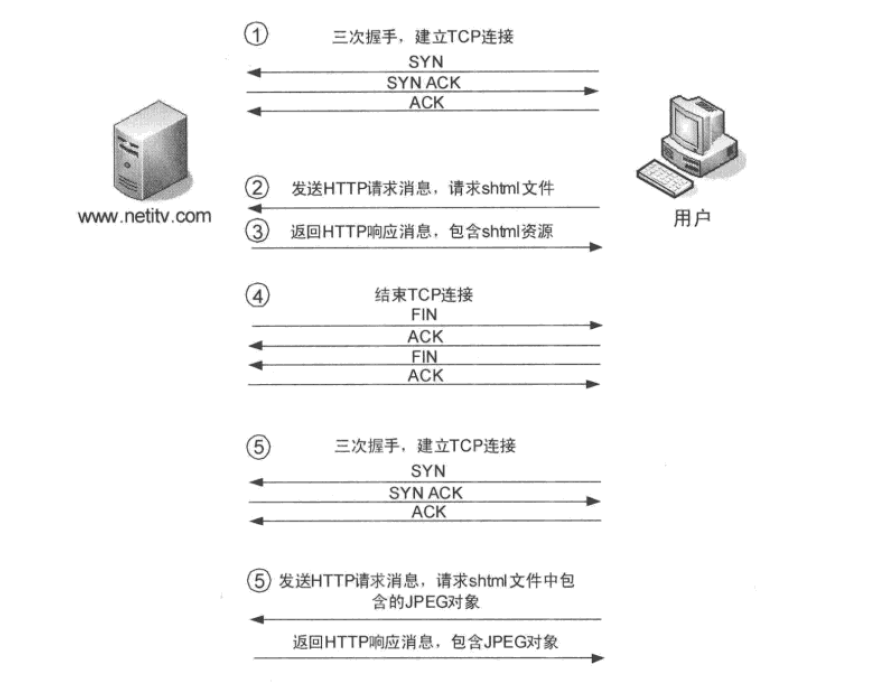 ① 三次握手，建立TCP连接
SYN
SYN ACK
ACK
www.netitv.com
用户
② 发送HTTP请求消息，请求shtml文件
③ 返回HTTP响应消息，包含shtml资源
④ 结束TCP连接
FIN
ACK
FIN
ACK
⑤ 三次握手，建立TCP连接
SYN
SYN ACK
ACK
⑤ 发送HTTP请求消息，请求shtml文件中包
含的JPEG对象
返回HTTP响应消息，包含JPEG对象